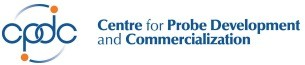 cpdc
Centre for Probe Development
and Commercialization